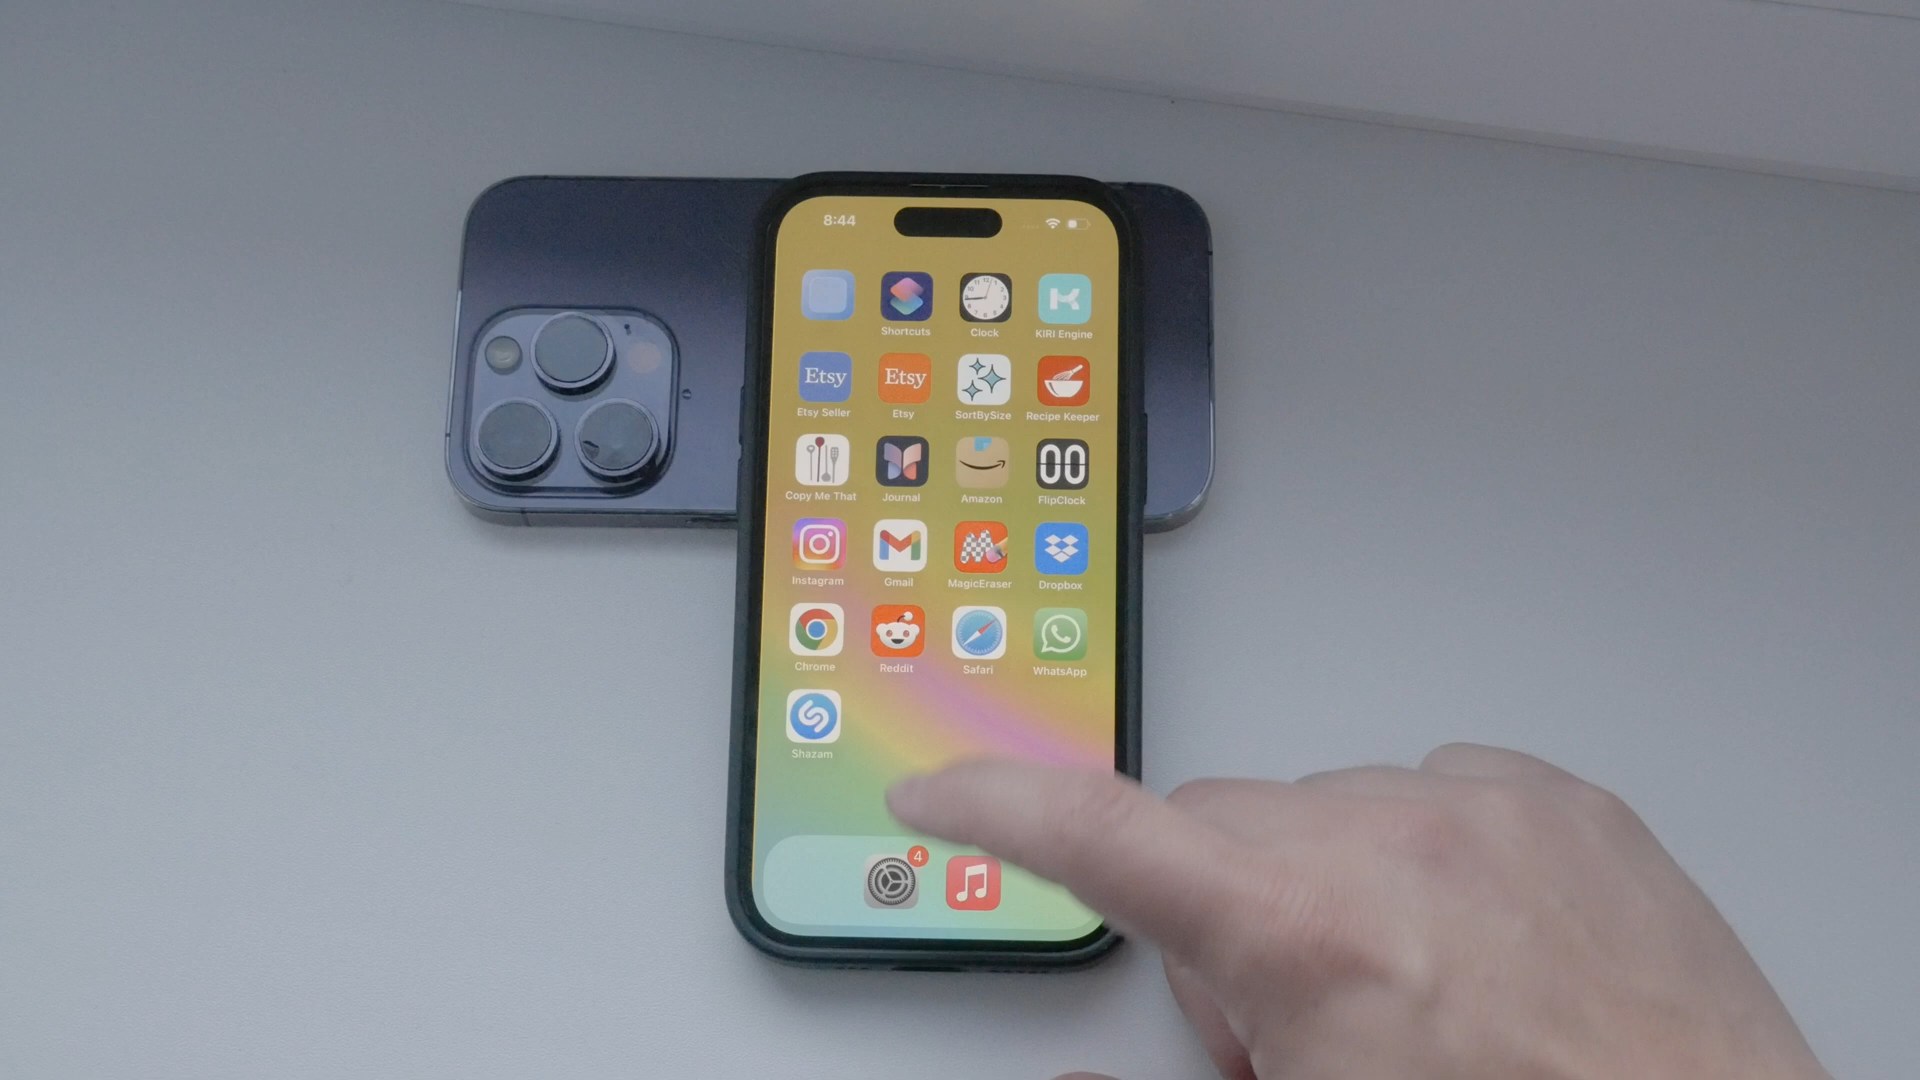 8:44
Shortcuts Clock KIRI Engine
Etsy Etsy
Etsy Seller Etsy SortBySize Recipe Keeper
00
Copy Me That Journal Amazon FlipClock
Instagram Gmail MagicEraser Dropbox
Chrome Reddit Safari WhatsApp
Shazam
4